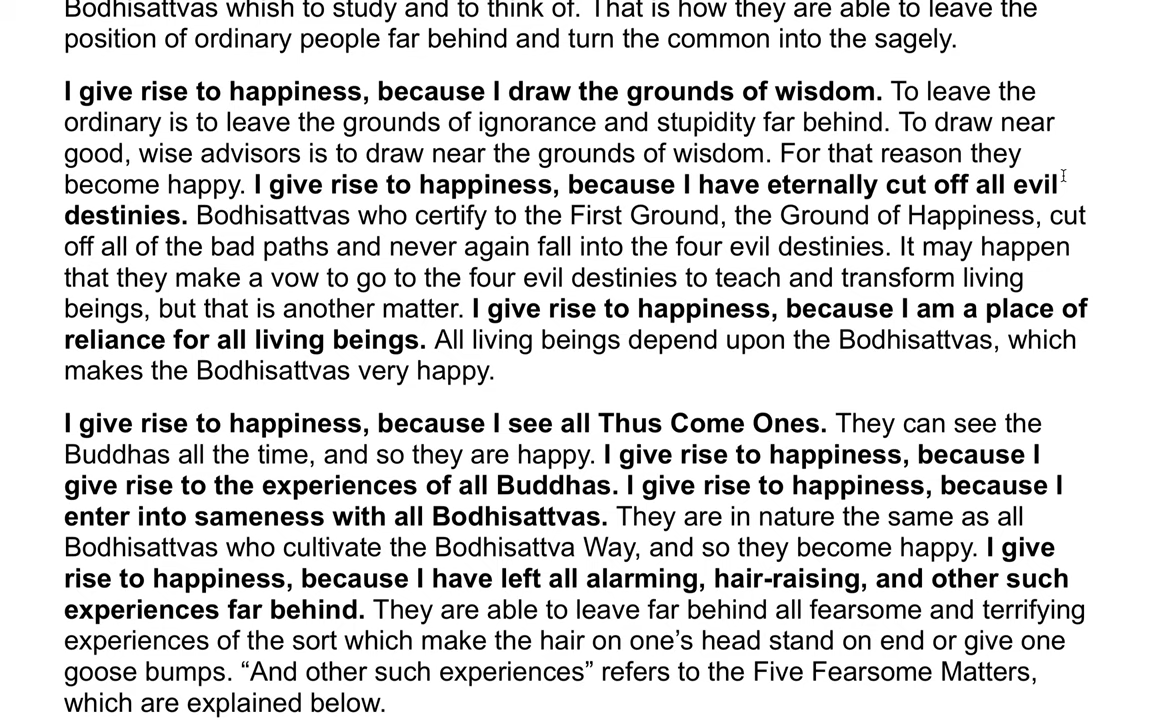 Bodhisattvas whish to study and to think of. That is how they are able to leave the
position of ordinary people far behind and turn the common into the sagely.
I give rise to happiness, because I draw the grounds of wisdom. To leave the
ordinary is to leave the grounds of ignorance and stupidity far behind. To draw near
good, wise advisors is to draw near the grounds of wisdom. For that reason they
become happy. I give rise to happiness, because I have eternally cut off all evil
destinies. Bodhisattvas who certify to the First Ground, the Ground of Happiness, cut
off all of the bad paths and never again fall into the four evil destinies. It may happen
that they make a vow to go to the four evil destinies to teach and transform living
beings, but that is another matter. I give rise to happiness, because I am a place of
reliance for all living beings. All living beings depend upon the Bodhisattvas, which
makes the Bodhisattvas very happy.
I give rise to happiness, because I see all Thus Come Ones. They can see the
Buddhas all the time, and so they are happy. I give rise to happiness, because I
give rise to the experiences of all Buddhas. I give rise to happiness, because I
enter into sameness with all Bodhisattvas. They are in nature the same as all
Bodhisattvas who cultivate the Bodhisattva Way, and so they become happy. I give
rise to happiness, because I have left all alarming, hair-raising, and other such
experiences far behind. They are able to leave far behind all fearsome and terrifying
experiences of the sort which make the hair on one’s head stand on end or give one
goose bumps. “And other such experiences” refers to the Five Fearsome Matters,
which are explained below.